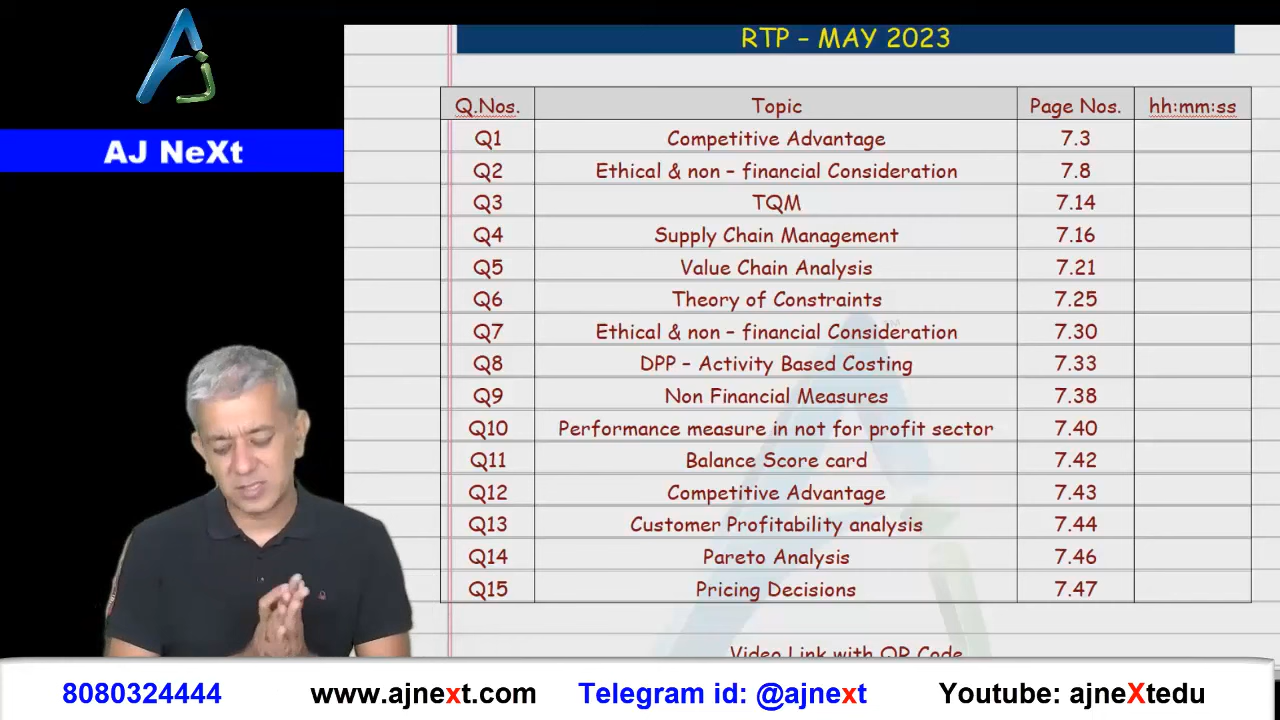 RTP – MAY 2023
AJ NeXt
Q.Nos. Topic Page Nos. hh:mm:ss
Q1 Competitive Advantage 7.3
Q2 Ethical & non – financial Consideration 7.8
Q3 TQM 7.14
Q4 Supply Chain Management 7.16
Q5 Value Chain Analysis 7.21
Q6 Theory of Constraints 7.25
Q7 Ethical & non – financial Consideration 7.30
Q8 DPP – Activity Based Costing 7.33
Q9 Non Financial Measures 7.38
Q10 Performance measure in not for profit sector 7.40
Q11 Balance Score card 7.42
Q12 Competitive Advantage 7.43
Q13 Customer Profitability analysis 7.44
Q14 Pareto Analysis 7.46
Q15 Pricing Decisions 7.47
Video Link with QR Code
8080324444 www.ajnext.com Telegram id: @ajnext Youtube: ajneXtedu